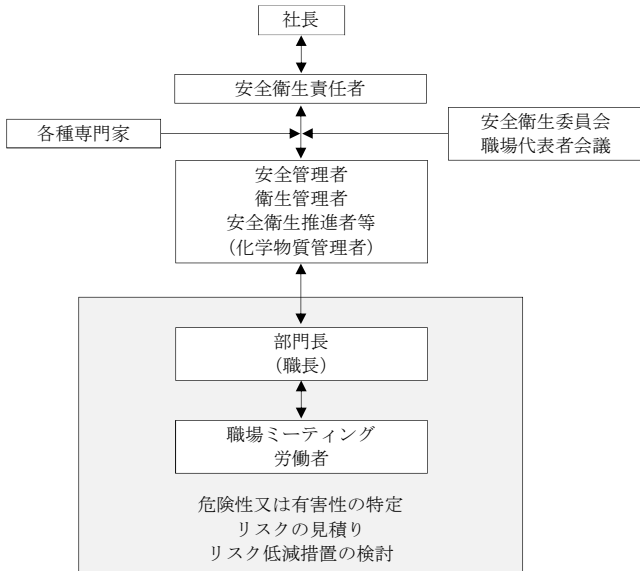 社長
安全衛生責任者
各種専門家
安全衛生委員会
職場代表者会議
安全管理者
衛生管理者
安全衛生推進者等
(化学物質管理者)
部門長
(職長)
職場ミーティング
労働者
危険性又は有害性の特定
リスクの見積り
リスク低減措置の検討